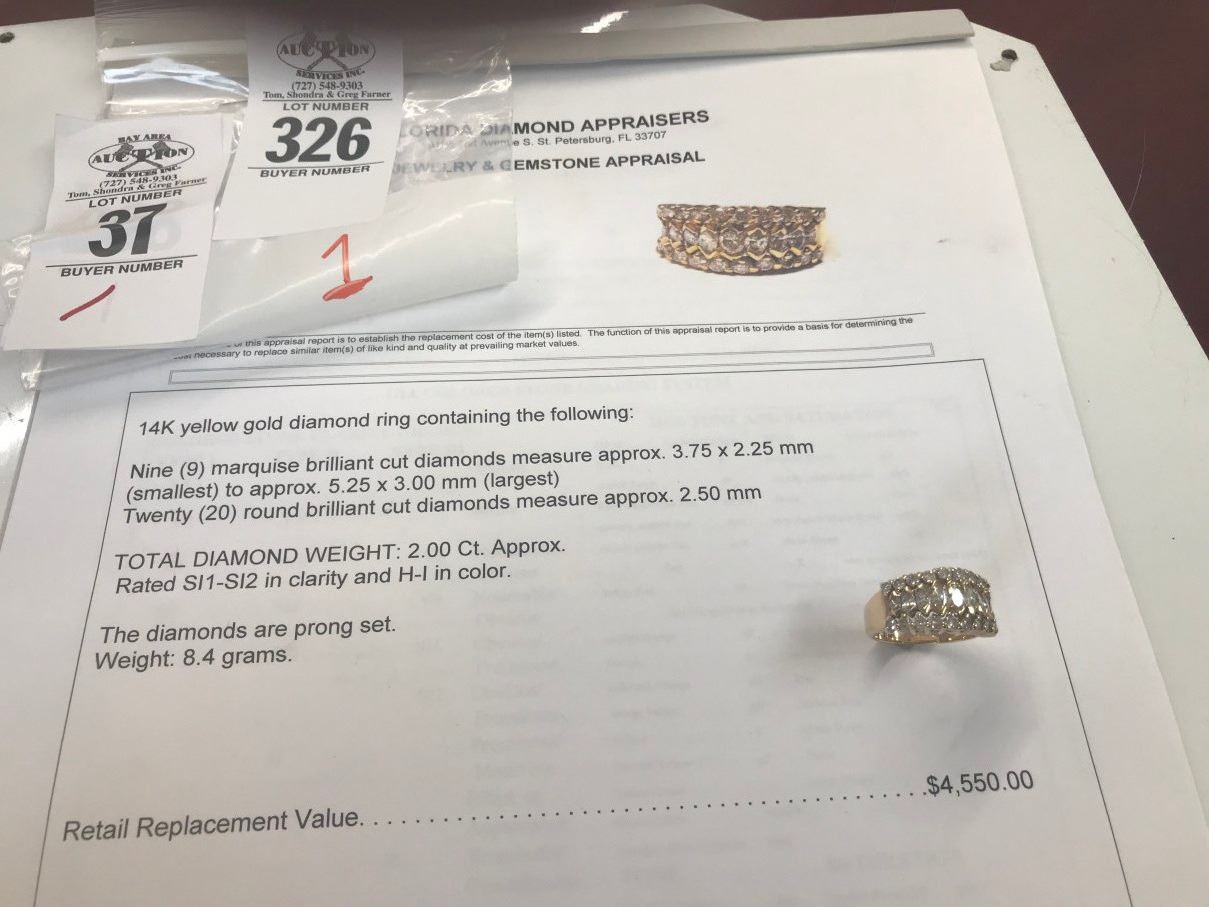 AUCTION
SERVICES INC.
(727) 548-9303
Tom, Shondra & Greg Farner
LOT NUMBER
326
BUYER NUMBER
1
BAY AREA
AUCTION
SERVICES INC.
(727) 548-9303
Tom, Shondra & Greg Farner
LOT NUMBER
37
BUYER NUMBER
1
ORIDA DIAMOND APPRAISERS
Avenue S. St. Petersburg, FL 33707
JEWELRY & GEMSTONE APPRAISAL
of this appraisal report is to establish the replacement cost of the item(s) listed. The function of this appraisal report is to provide a basis for determining the
cost necessary to replace similar item(s) of like kind and quality at prevailing market values.
14K yellow gold diamond ring containing the following:
Nine (9) marquise brilliant cut diamonds measure approx. 3.75 x 2.25 mm
(smallest) to approx. 5.25 x 3.00 mm (largest)
Twenty (20) round brilliant cut diamonds measure approx. 2.50 mm
TOTAL DIAMOND WEIGHT: 2.00 Ct. Approx.
Rated SI1-SI2 in clarity and H-I in color.
The diamonds are prong set.
Weight: 8.4 grams.
Retail Replacement Value. . . . . . . . . . . . . . . . . . . . . . . . . . . . . . . . . . . . . . . . . . .$4,550.00